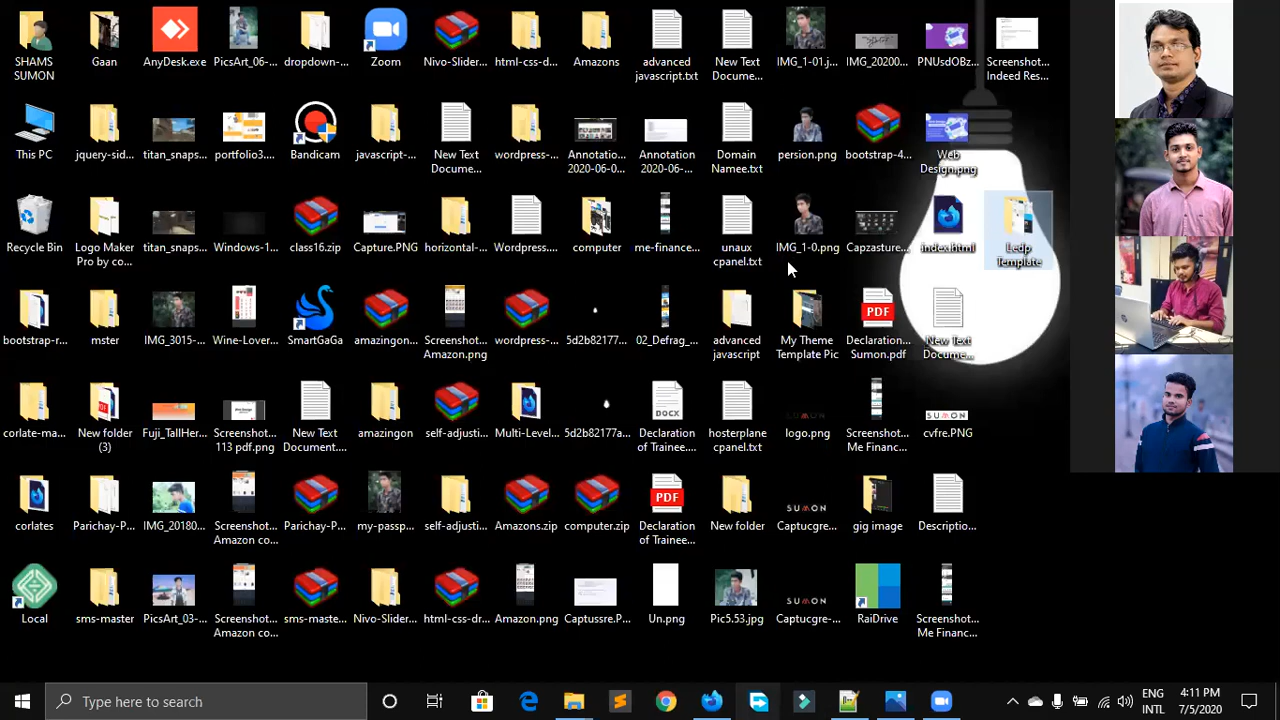 SHAMS
SUMON
Gaan
AnyDesk.exe
PicsArt_06-...
dropdown-...
Zoom
Nivo-Slider...
html-css-d...
Amazons
advanced
javascript.txt
New Text
Docume...
IMG_1-01.j...
IMG_20200...
PNUsdOBz...
Screenshot...
Indeed Res...
This PC
jquery-sid...
titan_snaps...
portfolio3....
Bandicam
javascript-...
New Text
Docume...
wordpress-...
Annotation
2020-06-0...
Annotation
2020-06-...
Domain
Namee.txt
persion.png
bootstrap-4...
Web
Design.png
Recycle Bin
Logo Maker
Pro by co...
titan_snaps...
Windows-1...
class16.zip
Capture.PNG
horizontal-...
Wordpress....
computer
me-finance...
unaux
cpanel.txt
IMG_1-0.png
Capzasture...
index.html
Ledp
Template
bootstrap-r...
mster
IMG_3015-...
Wine-Lover...
SmartGaGa
amazingon...
Screenshot...
Amazon.png
wordpress-...
5d2b82177...
02_Defrag_...
advanced
javascript
My Theme
Template Pic
PDF
Declaration...
Sumon.pdf
New Text
Docume...
corlate-ma...
New folder
(3)
Fuji_TallHer...
Screenshot...
113 pdf.png
New Text
Document....
amazingon
self-adjusti...
Multi-Level...
5d2b82177a...
DOCX
Declaration
of Trainee....
hosterplane
cpanel.txt
logo.png
Screenshot...
Me Financ...
SUMON
cvfre.PNG
corlates
Parichay-P...
IMG_20180...
Screenshot...
Amazon co...
Parichay-P...
my-passp...
self-adjusti...
Amazons.zip
computer.zip
PDF
Declaration
of Trainee...
New folder
SUMON
Captucgre...
gig image
Descriptio...
Local
sms-master
PicsArt_03-...
Screenshot...
Amazon co...
sms-maste...
Nivo-Slider...
html-css-dr...
Amazon.png
Captussre.P...
Un.png
Pic5.53.jpg
SUMON
Captucgre-...
RaiDrive
Screenshot...
Me Financ...
Type here to search
ENG
INTL
4:11 PM
7/5/2020